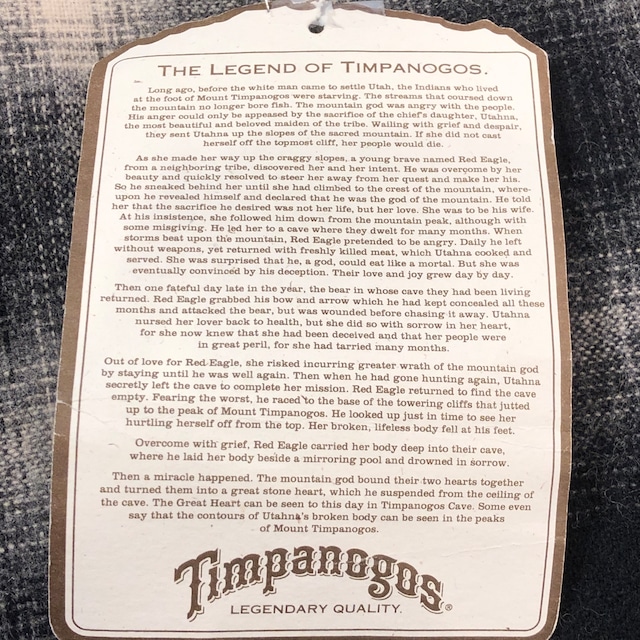 THE LEGEND OF TIMPANOGOS.
Long ago, before the white man came to settle Utah, the Indians who lived
at the foot of Mount Timpanogos were starving. The streams that coursed down
the mountain no longer bore fish. The mountain god was angry with the people.
His anger could only be appeased by the sacrifice of the chief's daughter, Utahna,
the most beautiful and beloved maiden of the tribe. Wailing with grief and despair,
they sent Utahna up the slopes of the sacred mountain. If she did not cast
herself off the topmost cliff, her people would die.
As she made her way up the craggy slopes, a young brave named Red Eagle,
from a neighboring tribe, discovered her and her intent. He was overcome by her
beauty and quickly resolved to steer her away from her quest and make her his.
So he sneaked behind her until she had climbed to the crest of the mountain, where-
upon he revealed himself and declared that he was the god of the mountain. He told
her that the sacrifice he desired was not her life, but her love. She was to be his wife.
At his insistence, she followed him down from the mountain peak, although with
some misgiving. He led her to a cave where they dwelt for many months. When
storms beat upon the mountain, Red Eagle pretended to be angry. Daily he left
without weapons, yet returned with freshly killed meat, which Utahna cooked and
served. She was surprised that he, a god, could eat like a mortal. But she was
eventually convinced by his deception. Their love and joy grew day by day.
Then one fateful day late in the year, the bear in whose cave they had been living
returned. Red Eagle grabbed his bow and arrow which he had kept concealed all these
months and attacked the bear, but was wounded before chasing it away. Utahna
nursed her lover back to health, but she did so with sorrow in her heart,
for she now knew that she had been deceived and that her people were
in great peril, for she had tarried many months.
Out of love for Red Eagle, she risked incurring greater wrath of the mountain god
by staying until he was well again. Then when he had gone hunting again, Utahna
secretly left the cave to complete her mission. Red Eagle returned to find the cave
empty. Fearing the worst, he raced to the base of the towering cliffs that jutted
up to the peak of Mount Timpanogos. He looked up just in time to see her
hurtling herself off from the top. Her broken, lifeless body fell at his feet.
Overcome with grief, Red Eagle carried her body deep into their cave,
where he laid her body beside a mirroring pool and drowned in sorrow.
Then a miracle happened. The mountain god bound their two hearts together
and turned them into a great stone heart, which he suspended from the ceiling of
the cave. The Great Heart can be seen to this day in Timpanogos Cave. Some even
say that the contours of Utahna's broken body can be seen in the peaks
of Mount Timpanogos.
Timpanogos®
LEGENDARY QUALITY.